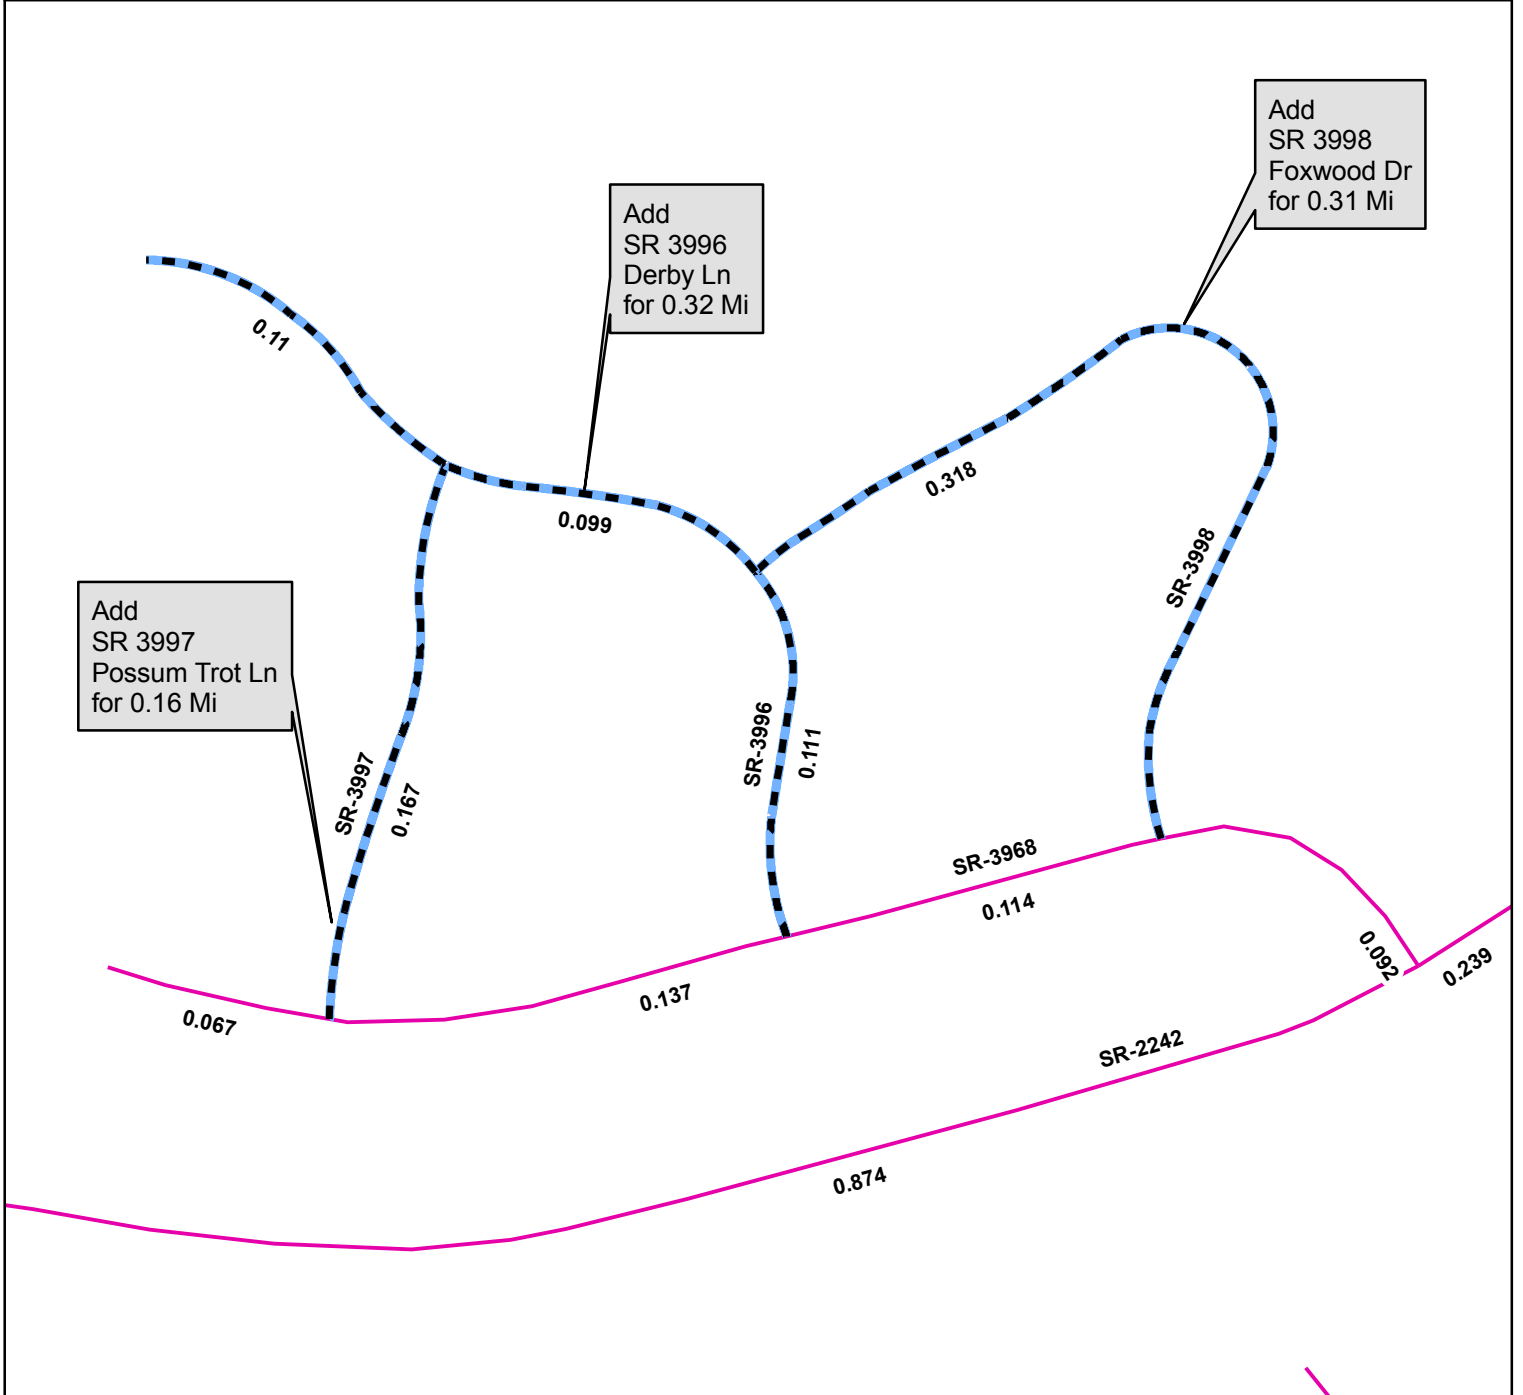 Add
SR 3998
Foxwood Dr
for 0.31 Mi
Add
SR 3996
Derby Ln
for 0.32 Mi
0.11
0.318
0.099
SR-3998
Add
SR 3997
Possum Trot Ln
for 0.16 Mi
SR-3996
0.111
SR-3997
0.167
SR-3968
0.114
0.092
0.239
0.137
0.067
SR-2242
0.874